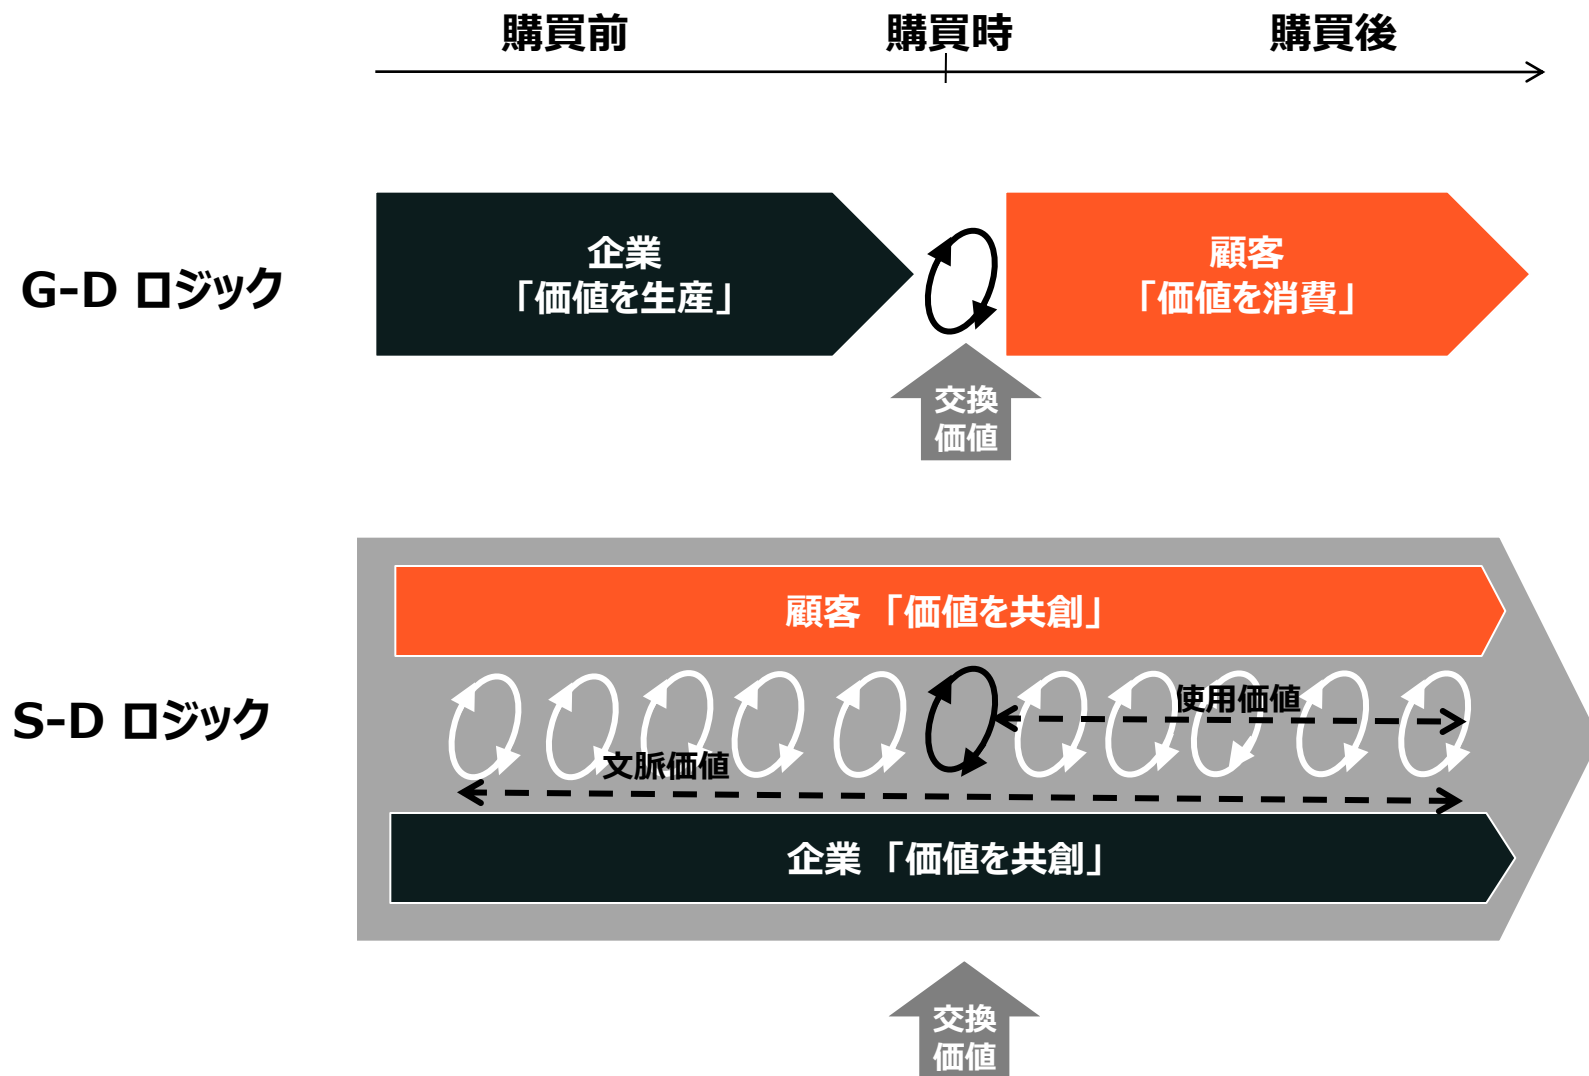 購買前
購買時
購買後
G-D ロジック
企業
「価値を生産」
顧客
「価値を消費」
交換
価値
S-D ロジック
顧客 「価値を共創」
使用価値
文脈価値
企業 「価値を共創」
交換
価値